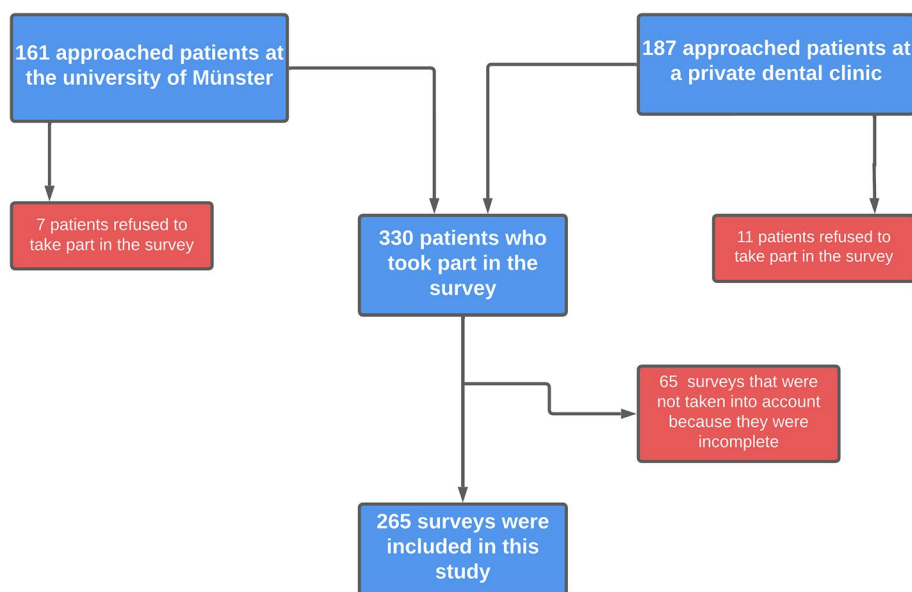 161 approached patients at
the university of Münster
187 approached patients at
a private dental clinic
7 patients refused to
take part in the survey
330 patients who
took part in the
survey
11 patients refused to
take part in the survey
65 surveys that were
not taken into account
because they were
incomplete
265 surveys were
included in this
study